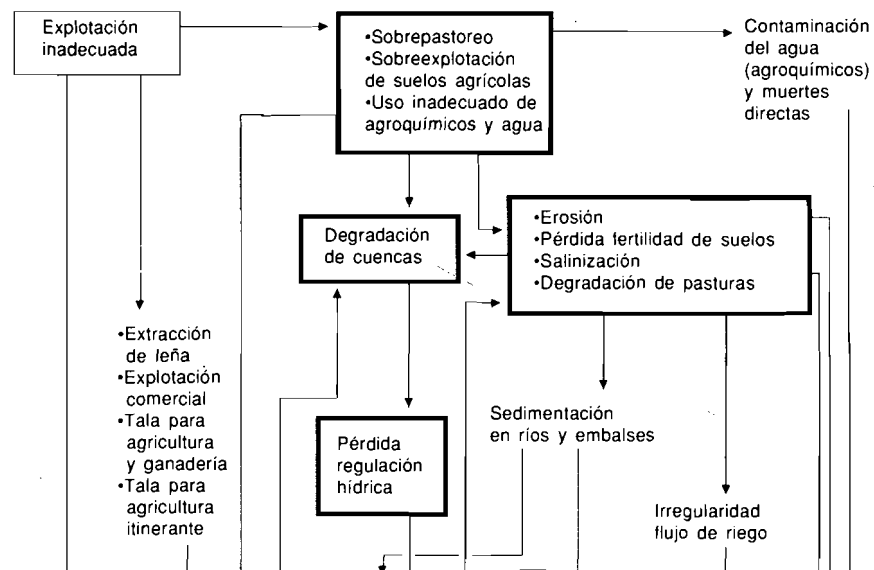 Explotación
inadecuada
•Sobrepastoreo
•Sobreexplotación
de suelos agrícolas
•Uso inadecuado de
agroquímicos y agua
Contaminación
del agua
(agroquímicos)
y muertes
directas
Degradación
de cuencas
•Erosión
•Pérdida fertilidad de suelos
•Salinización
•Degradación de pasturas
•Extracción
de leña
•Explotación
comercial
•Tala para
agricultura
y ganadería
•Tala para
agricultura
itinerante
Pérdida
regulación
hídrica
Sedimentación
en ríos y embalses
Irregularidad
flujo de riego